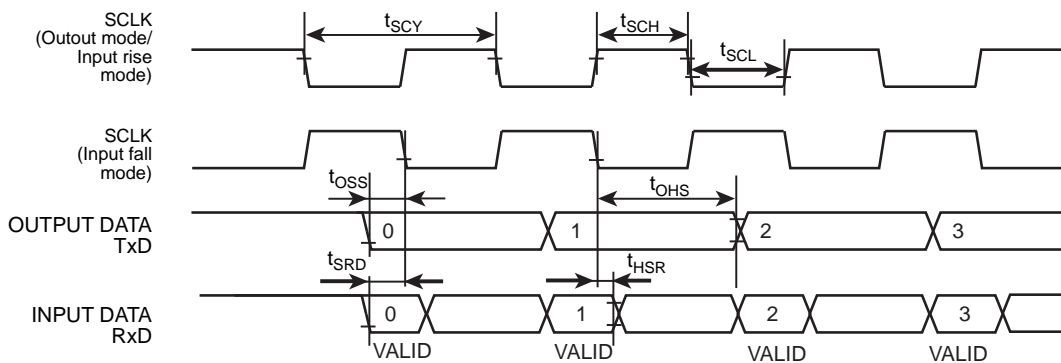 SCLK
(Outout mode/
Input rise
mode)
tSCY
tSCH
tSCL
SCLK
(Input fall
mode)
tOSS
tOHS
OUTPUT DATA
TxD
0
1
2
3
tSRD
tHSR
INPUT DATA
RxD
0
1
2
3
VALID
VALID
VALID
VALID